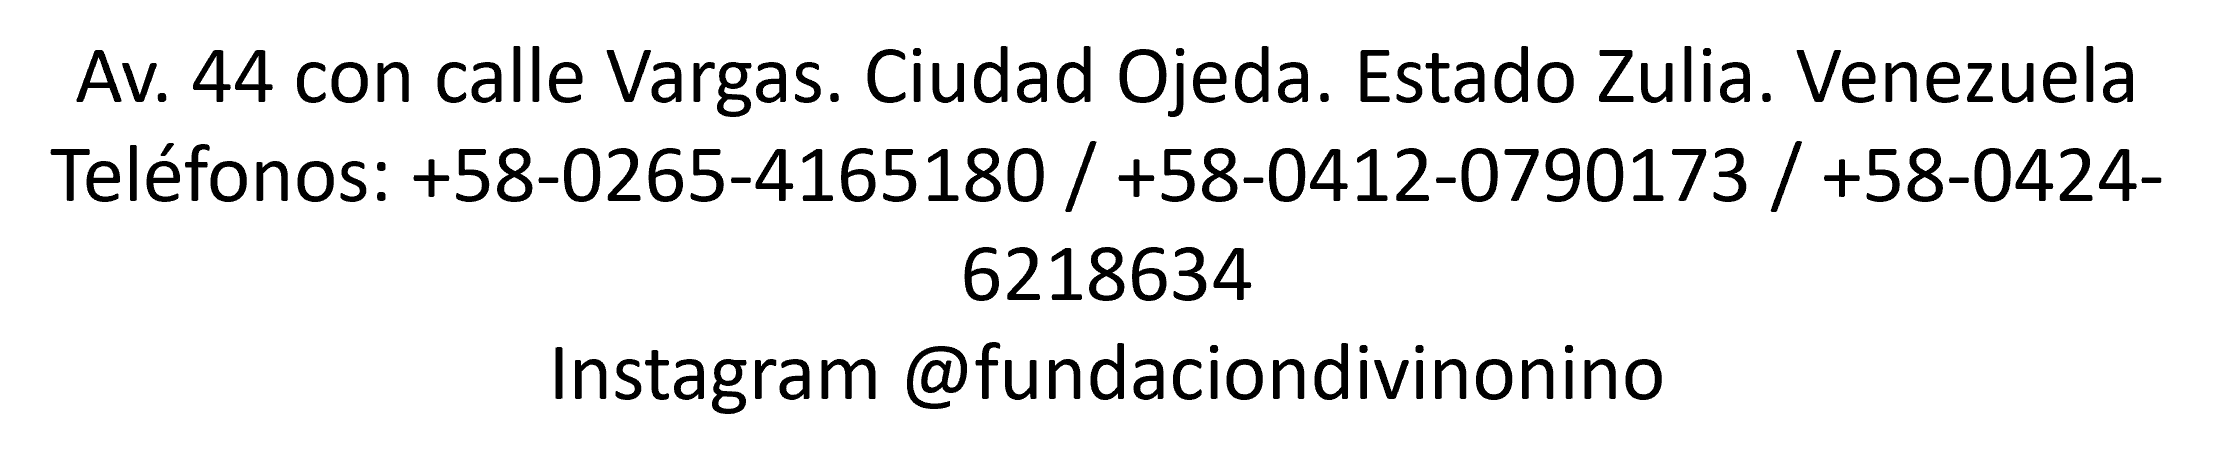 Av. 44 con calle Vargas. Ciudad Ojeda. Estado Zulia. Venezuela
Teléfonos: +58-0265-4165180 / +58-0412-0790173 / +58-0424-
6218634
Instagram @fundaciondivinonino